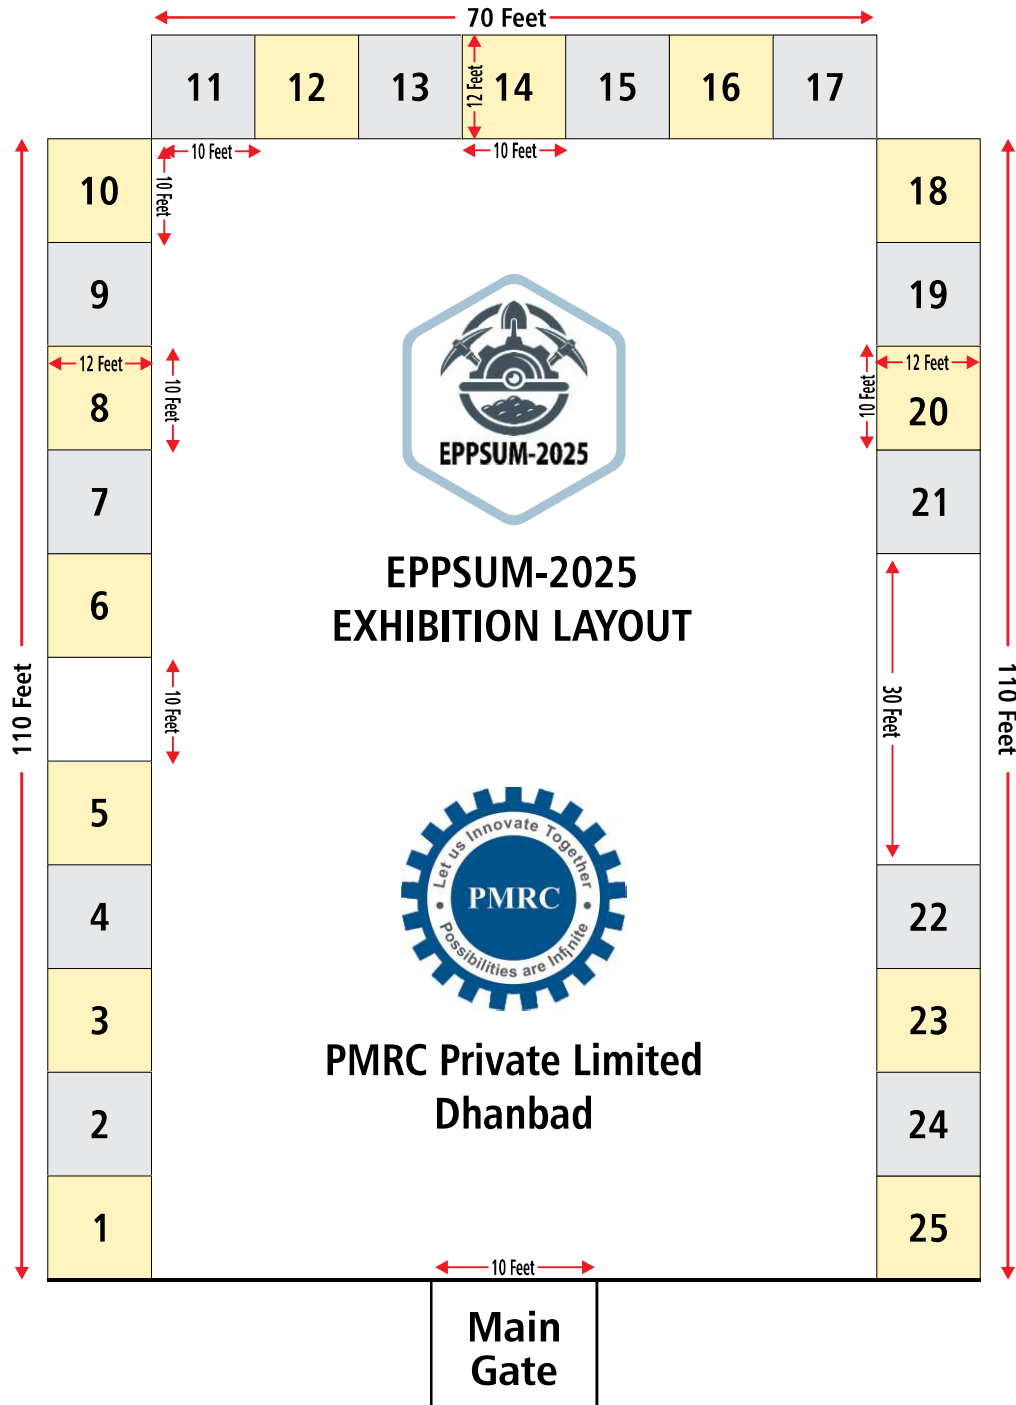 70 Feet
11 12 13 14 15 16 17
12 Feet
10 Feet
10 Feet
10 Feet
10
18
9
19
12 Feet
8
10 Feet
12 Feet
20
10 Feet
7
21
6
10 Feet
30 Feet
5
4
22
3
23
2
24
1
25
110 Feet
110 Feet
EPPSUM-2025
EPPSUM-2025
EXHIBITION LAYOUT
Let us Innovate Together
PMRC
Possibilities are Infinite
PMRC Private Limited
Dhanbad
10 Feet
Main
Gate